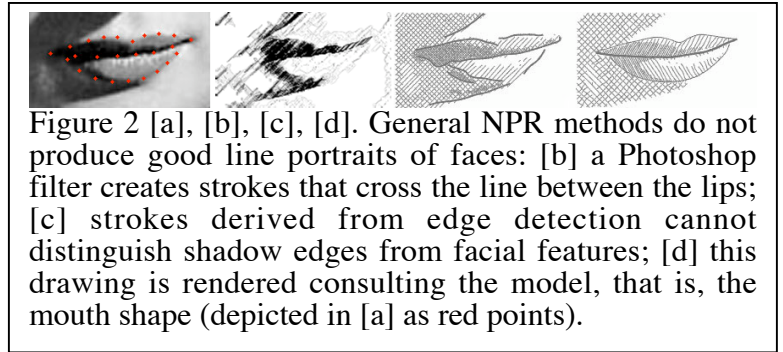 Figure 2 [a], [b], [c], [d]. General NPR methods do not
produce good line portraits of faces: [b] a Photoshop
filter creates strokes that cross the line between the lips;
[c] strokes derived from edge detection cannot
distinguish shadow edges from facial features; [d] this
drawing is rendered consulting the model, that is, the
mouth shape (depicted in [a] as red points).